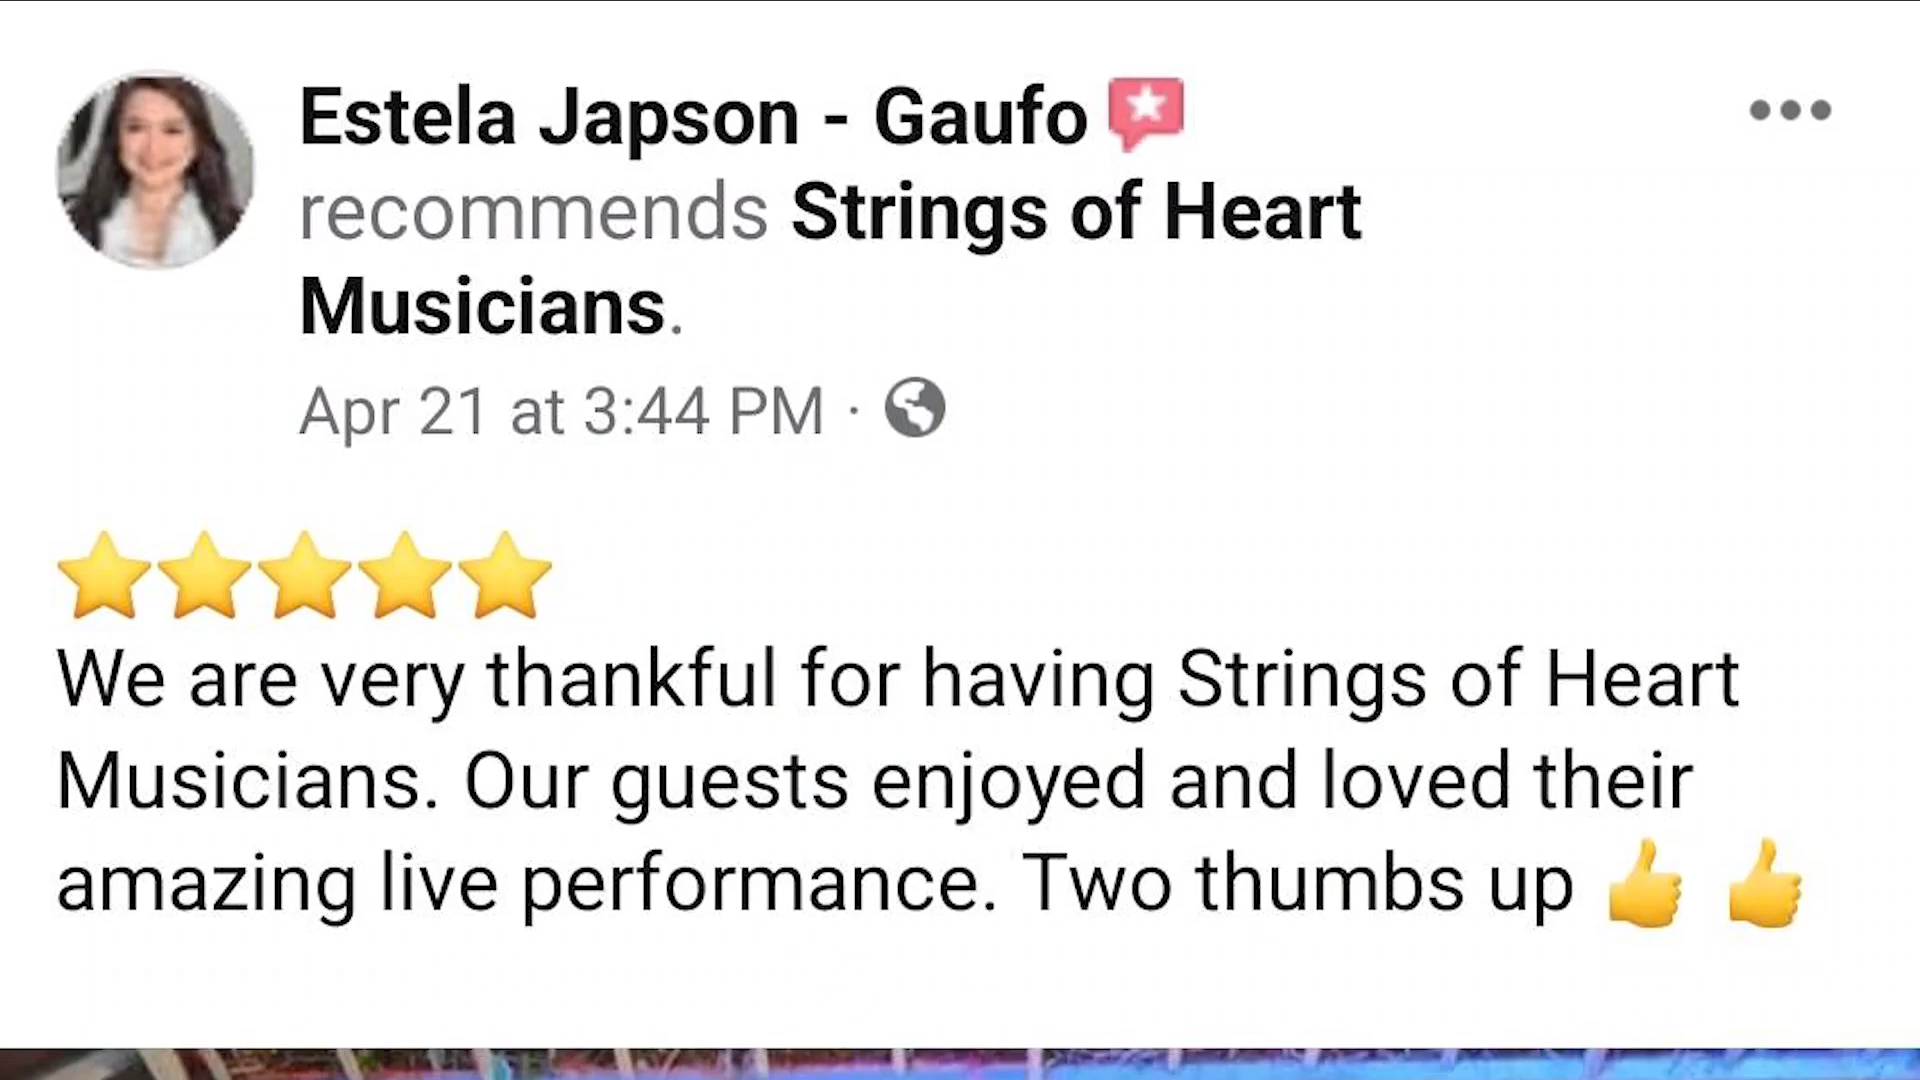 Estela Japson - Gaufo
recommends Strings of Heart
Musicians.
Apr 21 at 3:44 PM ·
⭐⭐⭐⭐⭐
We are very thankful for having Strings of Heart
Musicians. Our guests enjoyed and loved their
amazing live performance. Two thumbs up 👍 👍